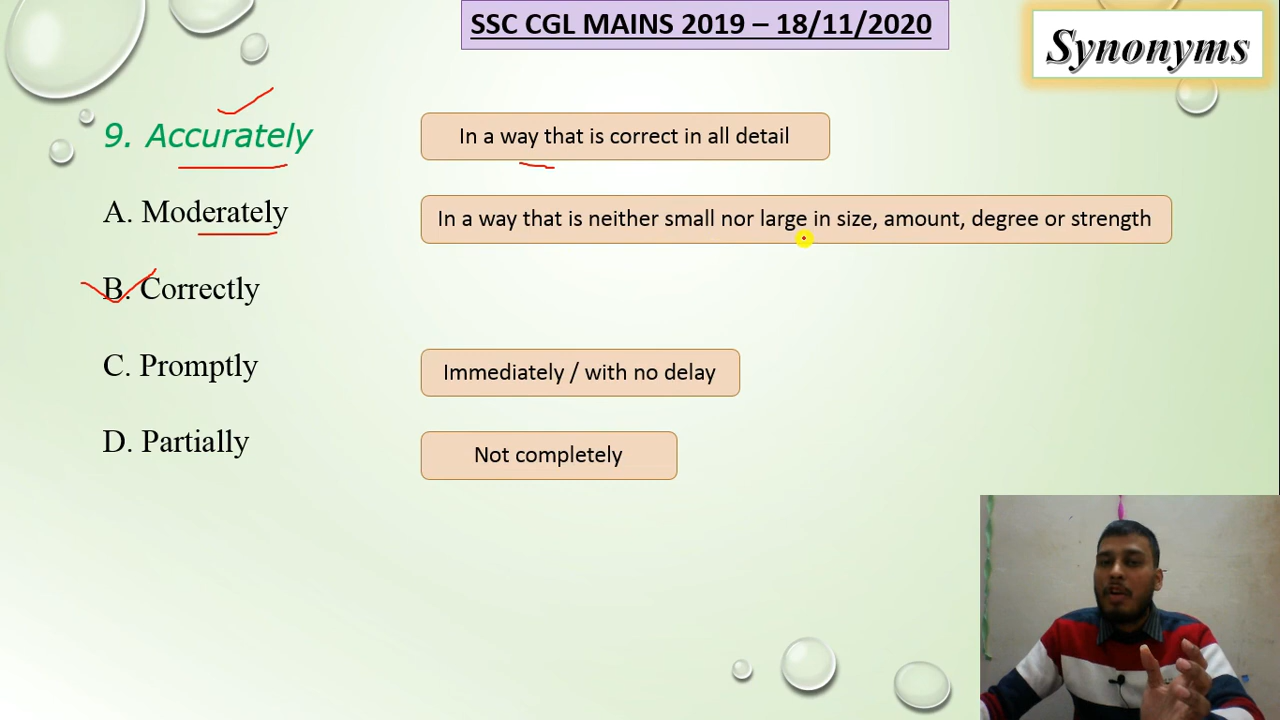 SSC CGL MAINS 2019 – 18/11/2020
Synonyms
9. Accurately
In a way that is correct in all detail
A. Moderately
In a way that is neither small nor large in size, amount, degree or strength
B. Correctly
C. Promptly
Immediately / with no delay
D. Partially
Not completely